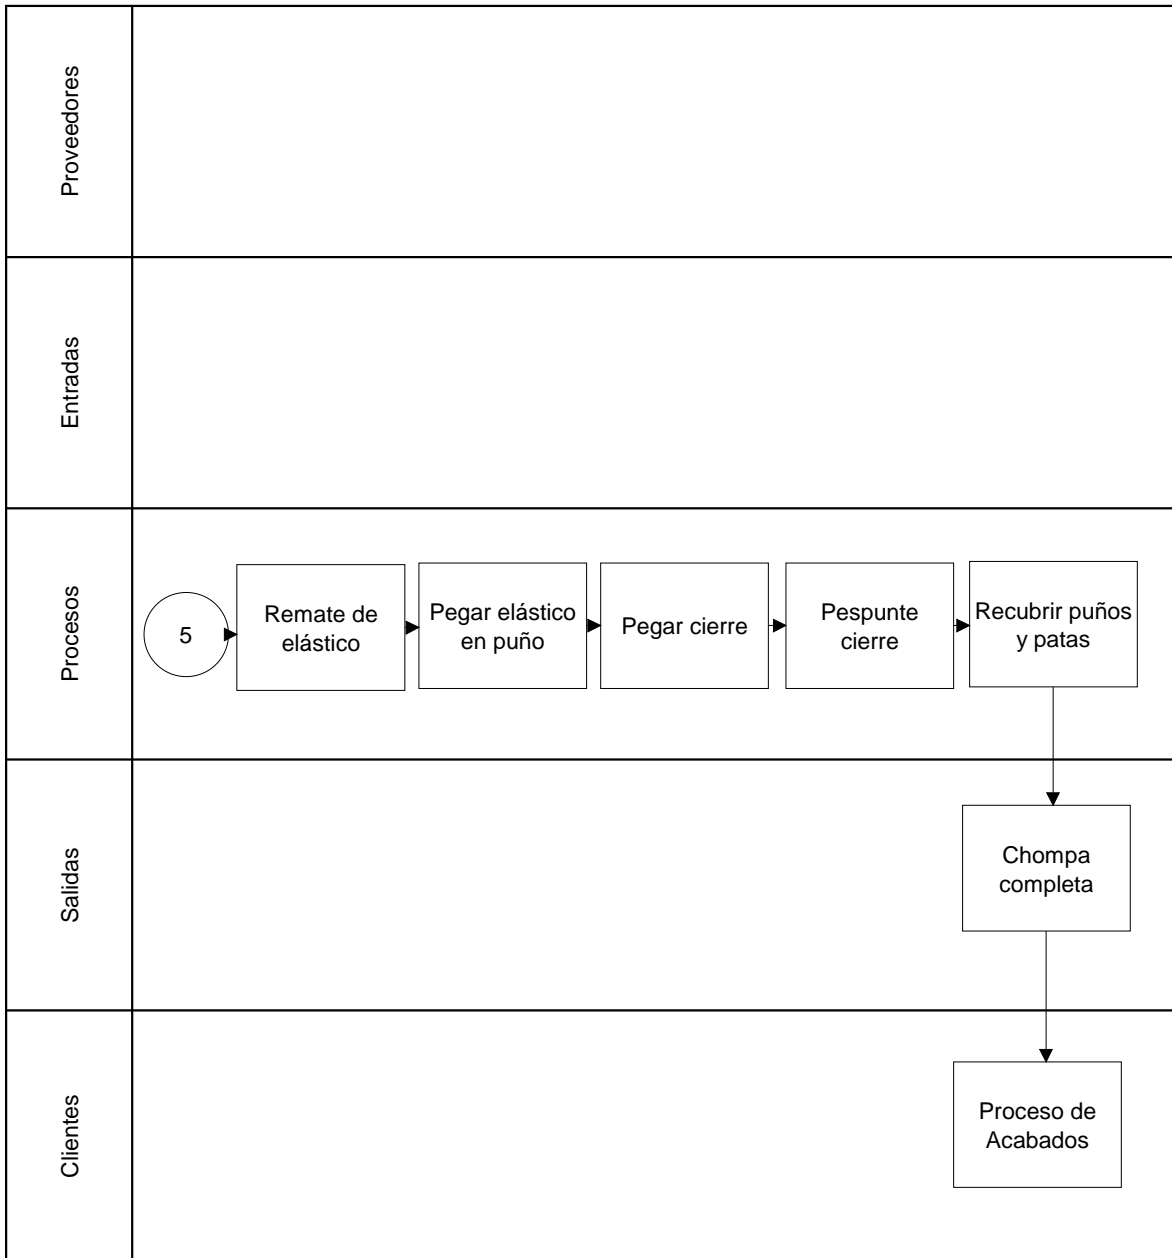 Proveedores
Entradas
Procesos
5
Remate de
elástico
Pegar elástico
en puño
Pegar cierre
Pespunte
cierre
Recubrir puños
y patas
Salidas
Chompa
completa
Clientes
Proceso de
Acabados